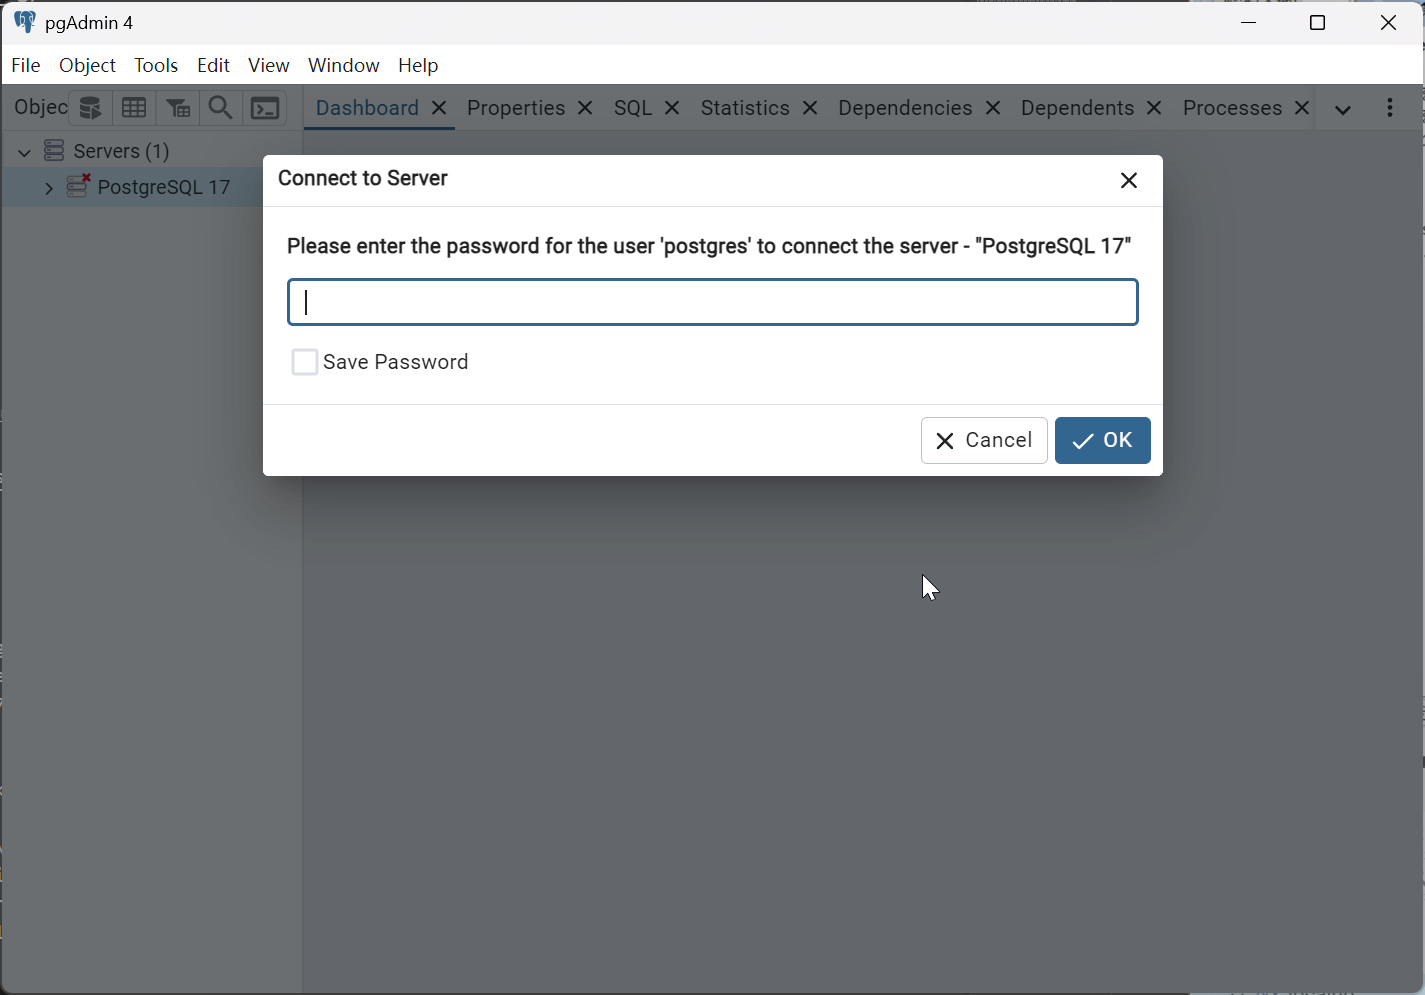 pgAdmin 4
File Object Tools Edit View Window Help
Objec Dashboard Properties SQL Statistics Dependencies Dependents Processes
Servers (1)
PostgreSQL 17
Connect to Server
Please enter the password for the user 'postgres' to connect the server - "PostgreSQL 17"
Save Password
Cancel OK